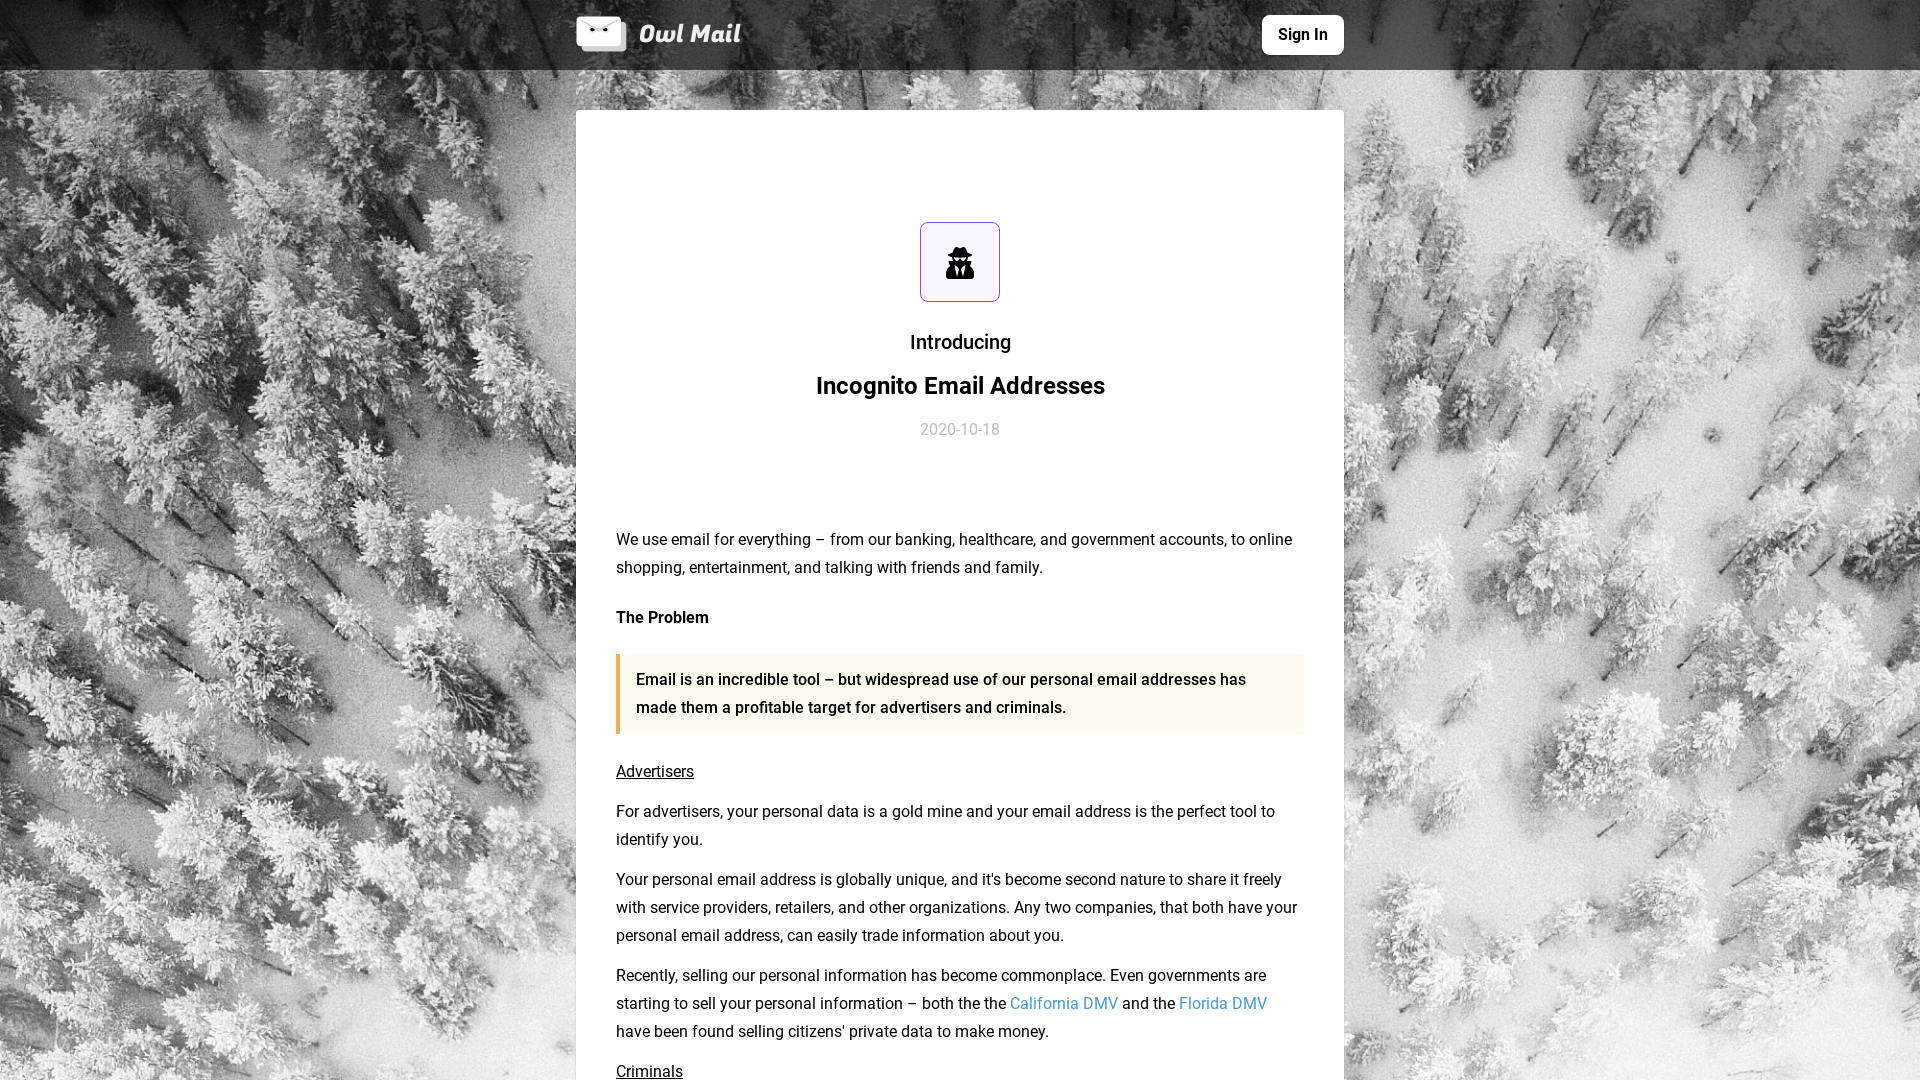 Owl Mail
Sign In
Introducing
Incognito Email Addresses
2020-10-18
We use email for everything – from our banking, healthcare, and government accounts, to online
shopping, entertainment, and talking with friends and family.
The Problem
Email is an incredible tool – but widespread use of our personal email addresses has
made them a profitable target for advertisers and criminals.
Advertisers
For advertisers, your personal data is a gold mine and your email address is the perfect tool to
identify you.
Your personal email address is globally unique, and it's become second nature to share it freely
with service providers, retailers, and other organizations. Any two companies, that both have your
personal email address, can easily trade information about you.
Recently, selling our personal information has become commonplace. Even governments are
starting to sell your personal information – both the the California DMV and the Florida DMV
have been found selling citizens' private data to make money.
Criminals